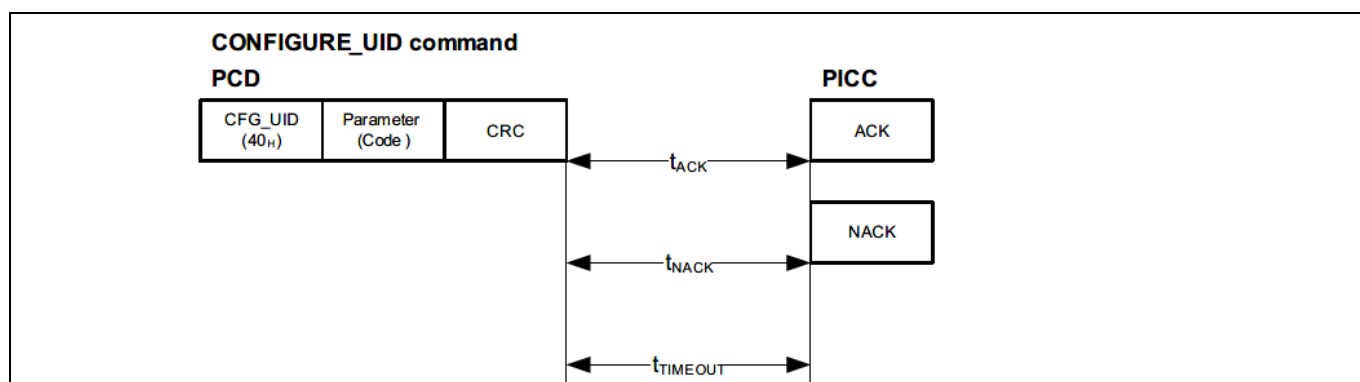 CONFIGURE_UID command
PCD
PICC
CFG_UID
(40H)
Parameter
(Code )
CRC
ACK
tACK
NACK
tNACK
tTIMEOUT